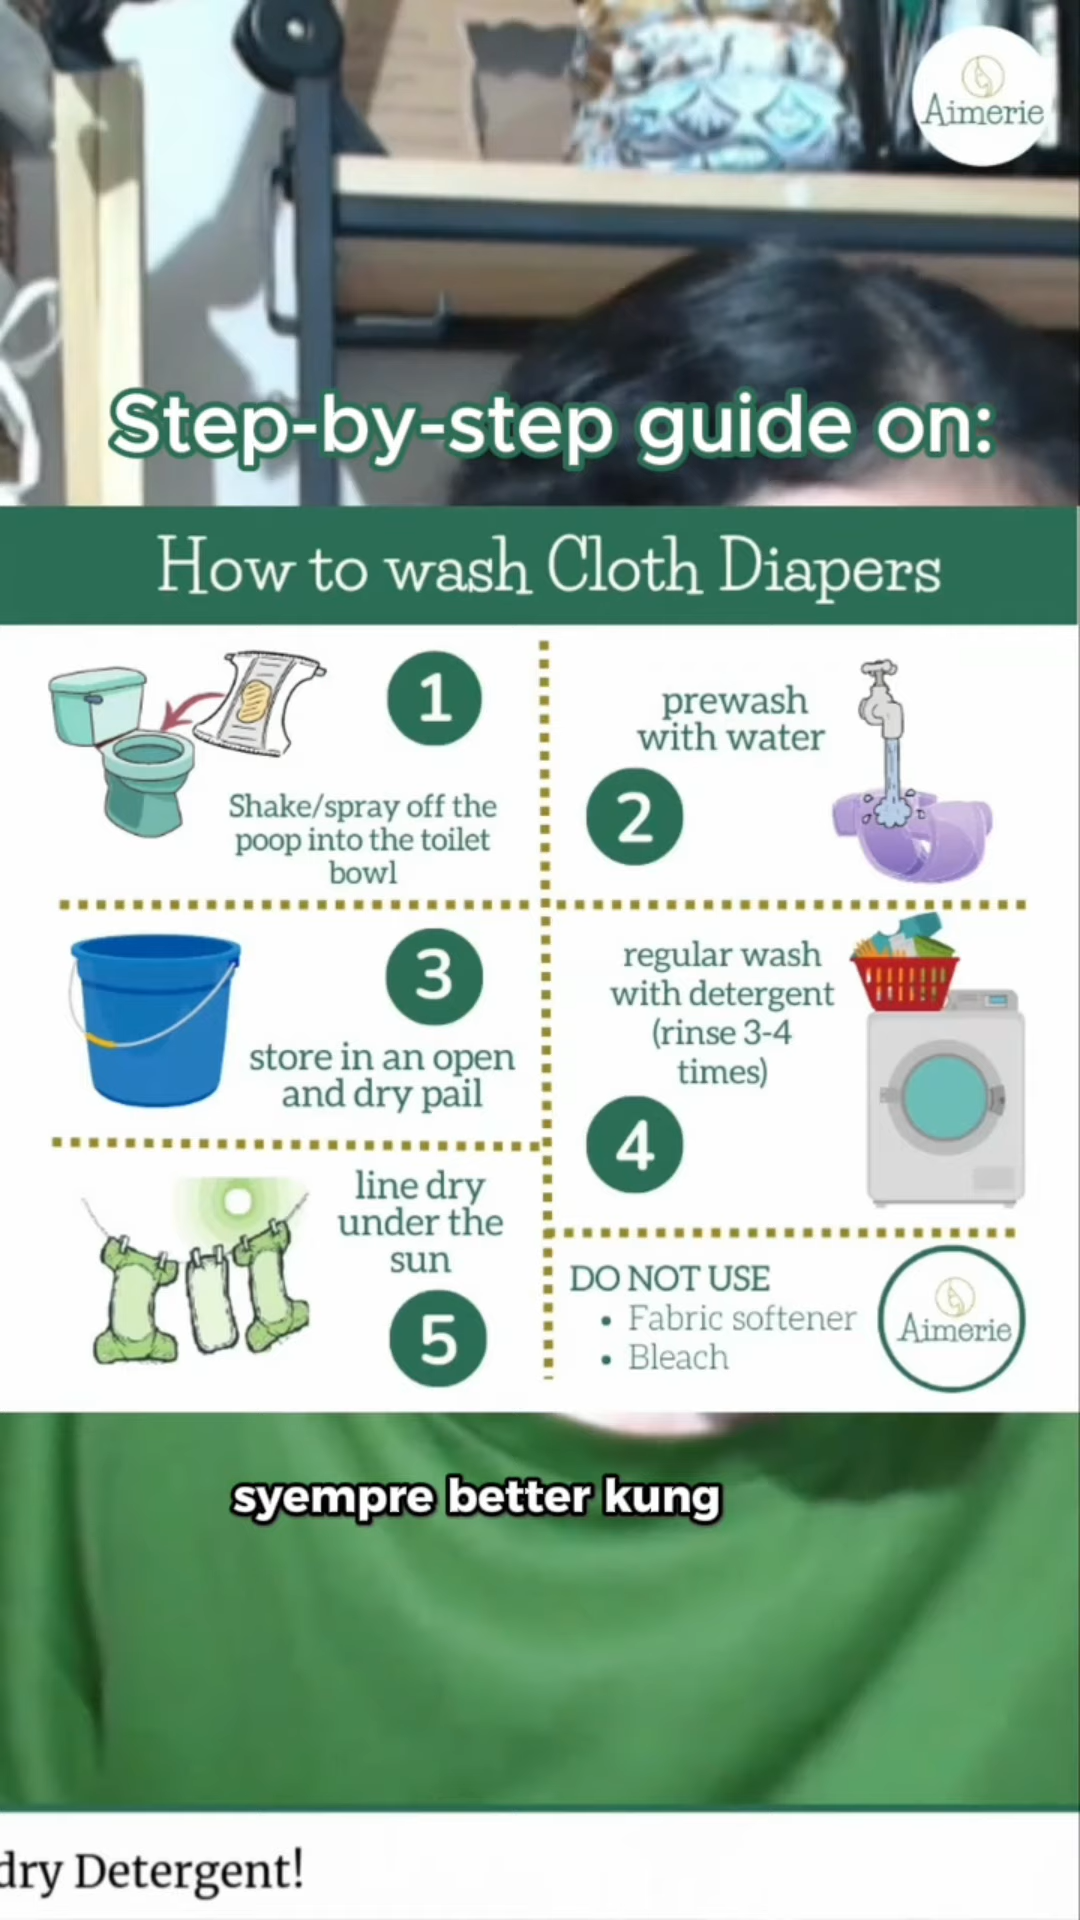 Aimerie
Step-by-step guide on:
How to wash Cloth Diapers
1
Shake/spray off the
poop into the toilet
bowl
prewash
with water
2
3
store in an open
and dry pail
regular wash
with detergent
(rinse 3-4
times)
4
line dry
under the
sun
5
DO NOT USE
• Fabric softener
• Bleach
Aimerie
syempre better kung
dry Detergent!